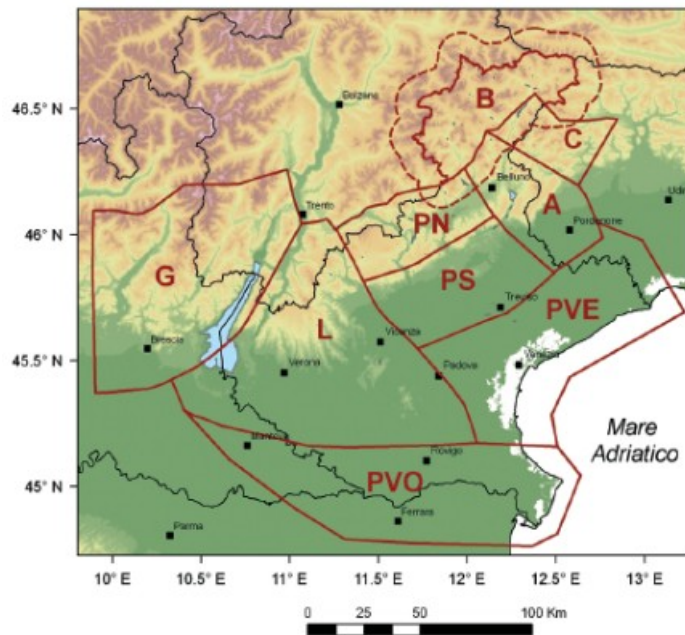 46.5° N
46° N
45.5° N
45° N
Bolzano
B
C
Belluno
Trento
PN
A
Udi
Pordenone
G
PS
Treviso
PVE
L
Vicenza
Brescia
Verona
Padova
Venezia
Mare
Adriatico
Rovigo
PVO
Ferrara
Parma
10° E
10.5° E
11° E
11.5° E
12° E
12.5° E
13° E
0
25
50
100 Km